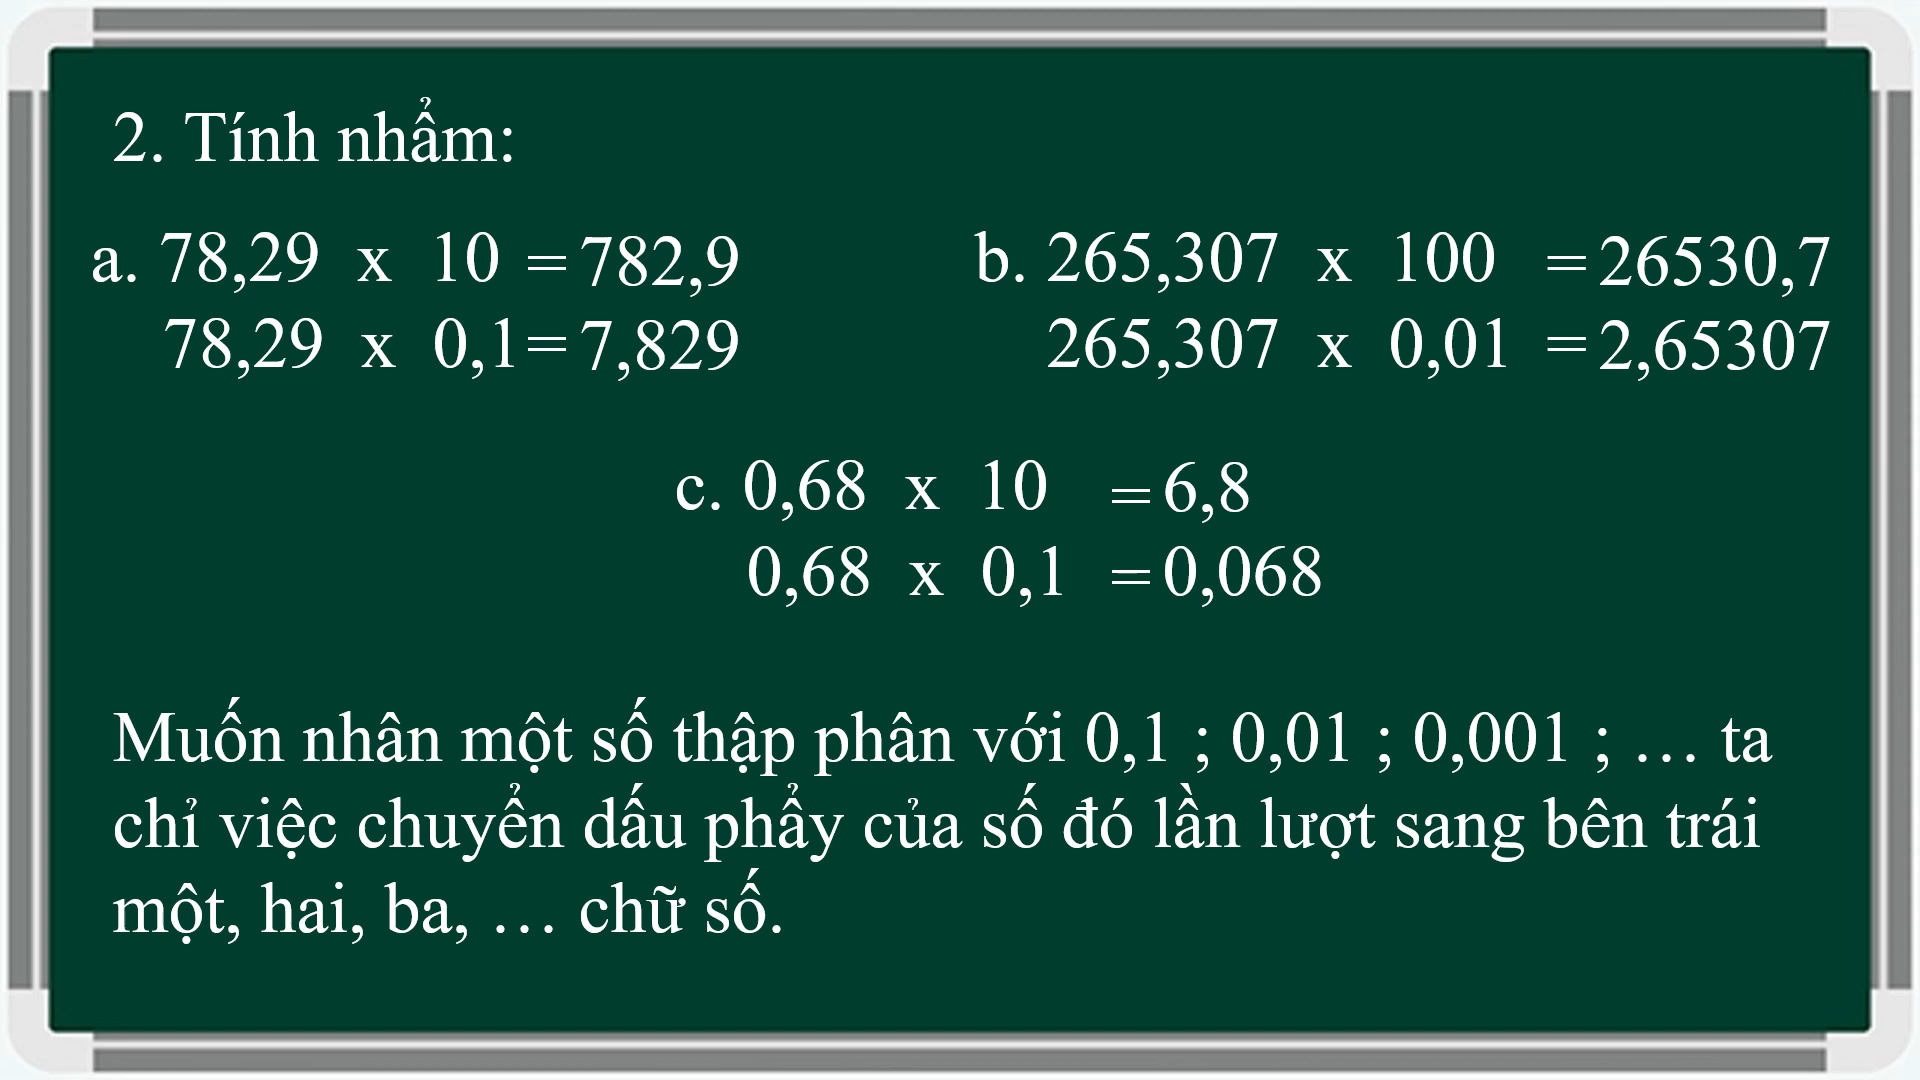 2. Tính nhẩm:
a. 78,29 x 10 = 782,9
78,29 x 0,1 = 7,829
b. 265,307 x 100 = 26530,7
265,307 x 0,01 = 2,65307
c. 0,68 x 10 = 6,8
0,68 x 0,1 = 0,068
Muốn nhân một số thập phân với 0,1 ; 0,01 ; 0,001 ; … ta
chỉ việc chuyển dấu phẩy của số đó lần lượt sang bên trái
một, hai, ba, … chữ số.